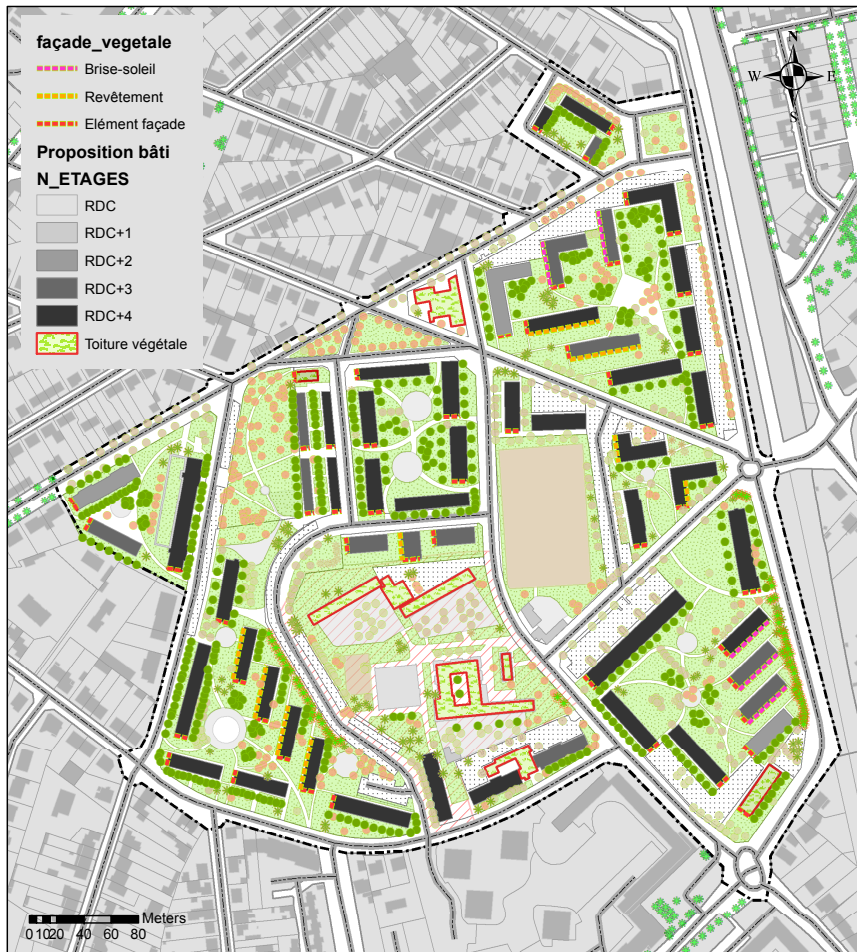 façade_vegetale
Brise-soleil
Revêtement
Elément façade
Proposition bâti
N_ETAGES
RDC
RDC+1
RDC+2
RDC+3
RDC+4
Toiture végétale
N
W E
S
Meters
0 10 20 40 60 80